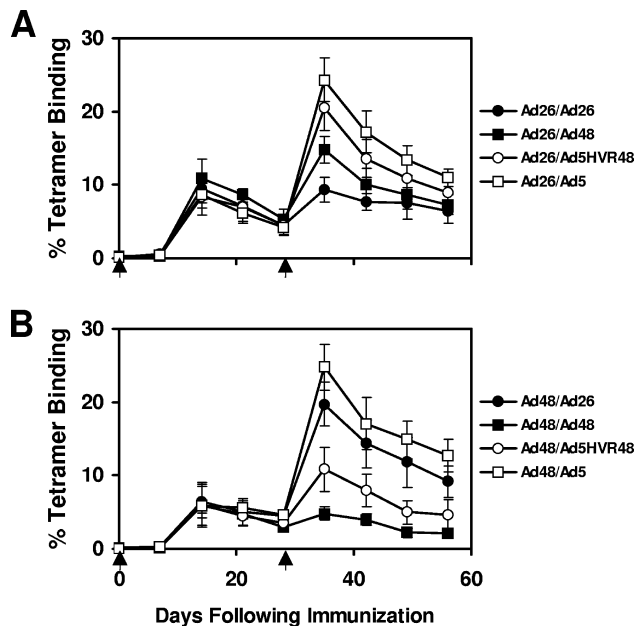 A
30
20
10
0
% Tetramer Binding
Ad26/Ad26
Ad26/Ad48
Ad26/Ad5HVR48
Ad26/Ad5
B
30
20
10
0
% Tetramer Binding
Ad48/Ad26
Ad48/Ad48
Ad48/Ad5HVR48
Ad48/Ad5
0 20 40 60
Days Following Immunization